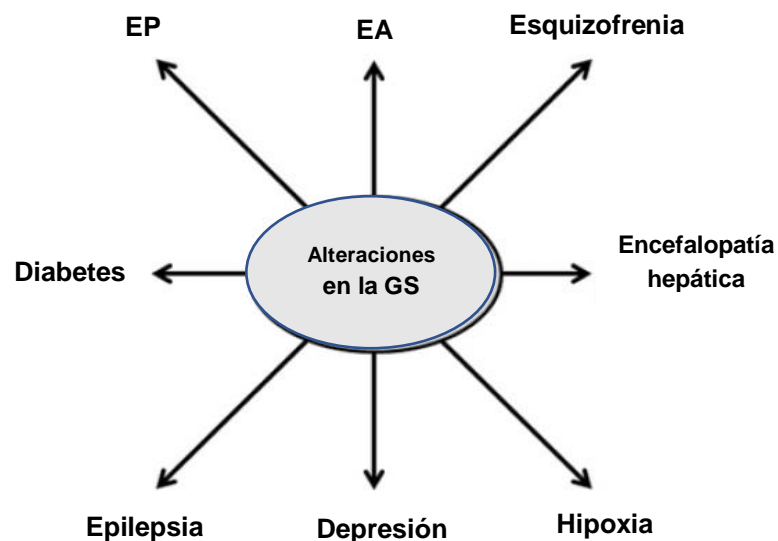 EP
EA
Esquizofrenia
Alteraciones
en la GS
Diabetes
Encefalopatía
hepática
Epilepsia
Depresión
Hipoxia